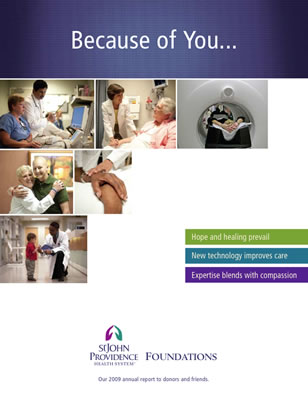 Because of You...
Hope and healing prevail
New technology improves care
Expertise blends with compassion
ST JOHN
PROVIDENCE
HEALTH SYSTEM
FOUNDATIONS
Our 2009 annual report to donors and friends.